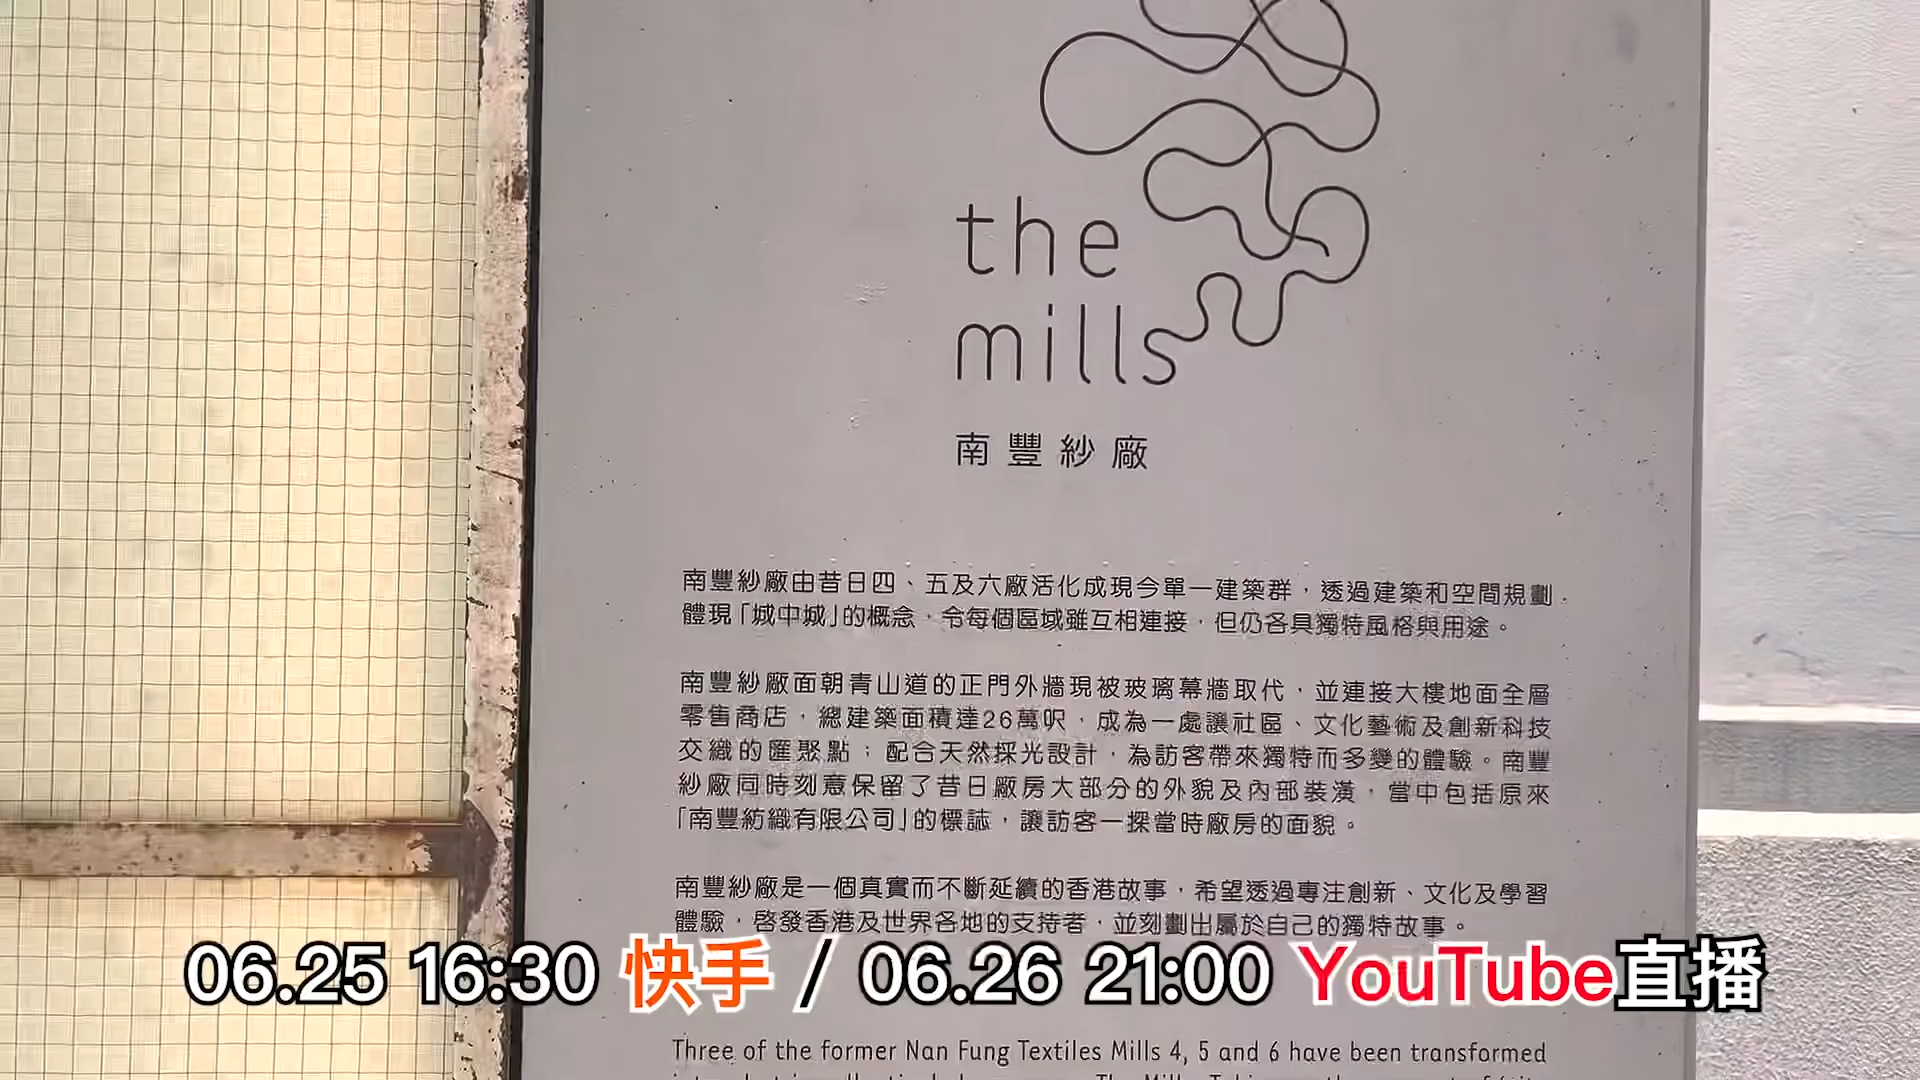 the
mills
南豐紗廠
南豐紗廠由昔日四、五及六廠活化成現今單一建築群，透過建築和空間規劃，
體現「城中城」的概念，令每個區域雖互相連接，但仍各具獨特風格與用途。
南豐紗廠面朝青山道的正門外牆現被玻璃幕牆取代，並連接大樓地面全層
零售商店，總建築面積達26萬呎，成為一處讓社區、文化藝術及創新科技
交織的匯聚點；配合天然採光設計，為訪客帶來獨特而多變的體驗。南豐
紗廠同時刻意保留了昔日廠房大部分的外貌及內部裝潢，當中包括原來
「南豐紡織有限公司」的標誌，讓訪客一探當時廠房的面貌。
南豐紗廠是一個真實而不斷延續的香港故事，希望透過專注創新、文化及學習
體驗，啓發香港及世界各地的支持者，並刻劃出屬於自己的獨特故事。
06.25 16:30 快手 / 06.26 21:00 YouTube直播
Three of the former Nan Fung Textiles Mills 4, 5 and 6 have been transformed